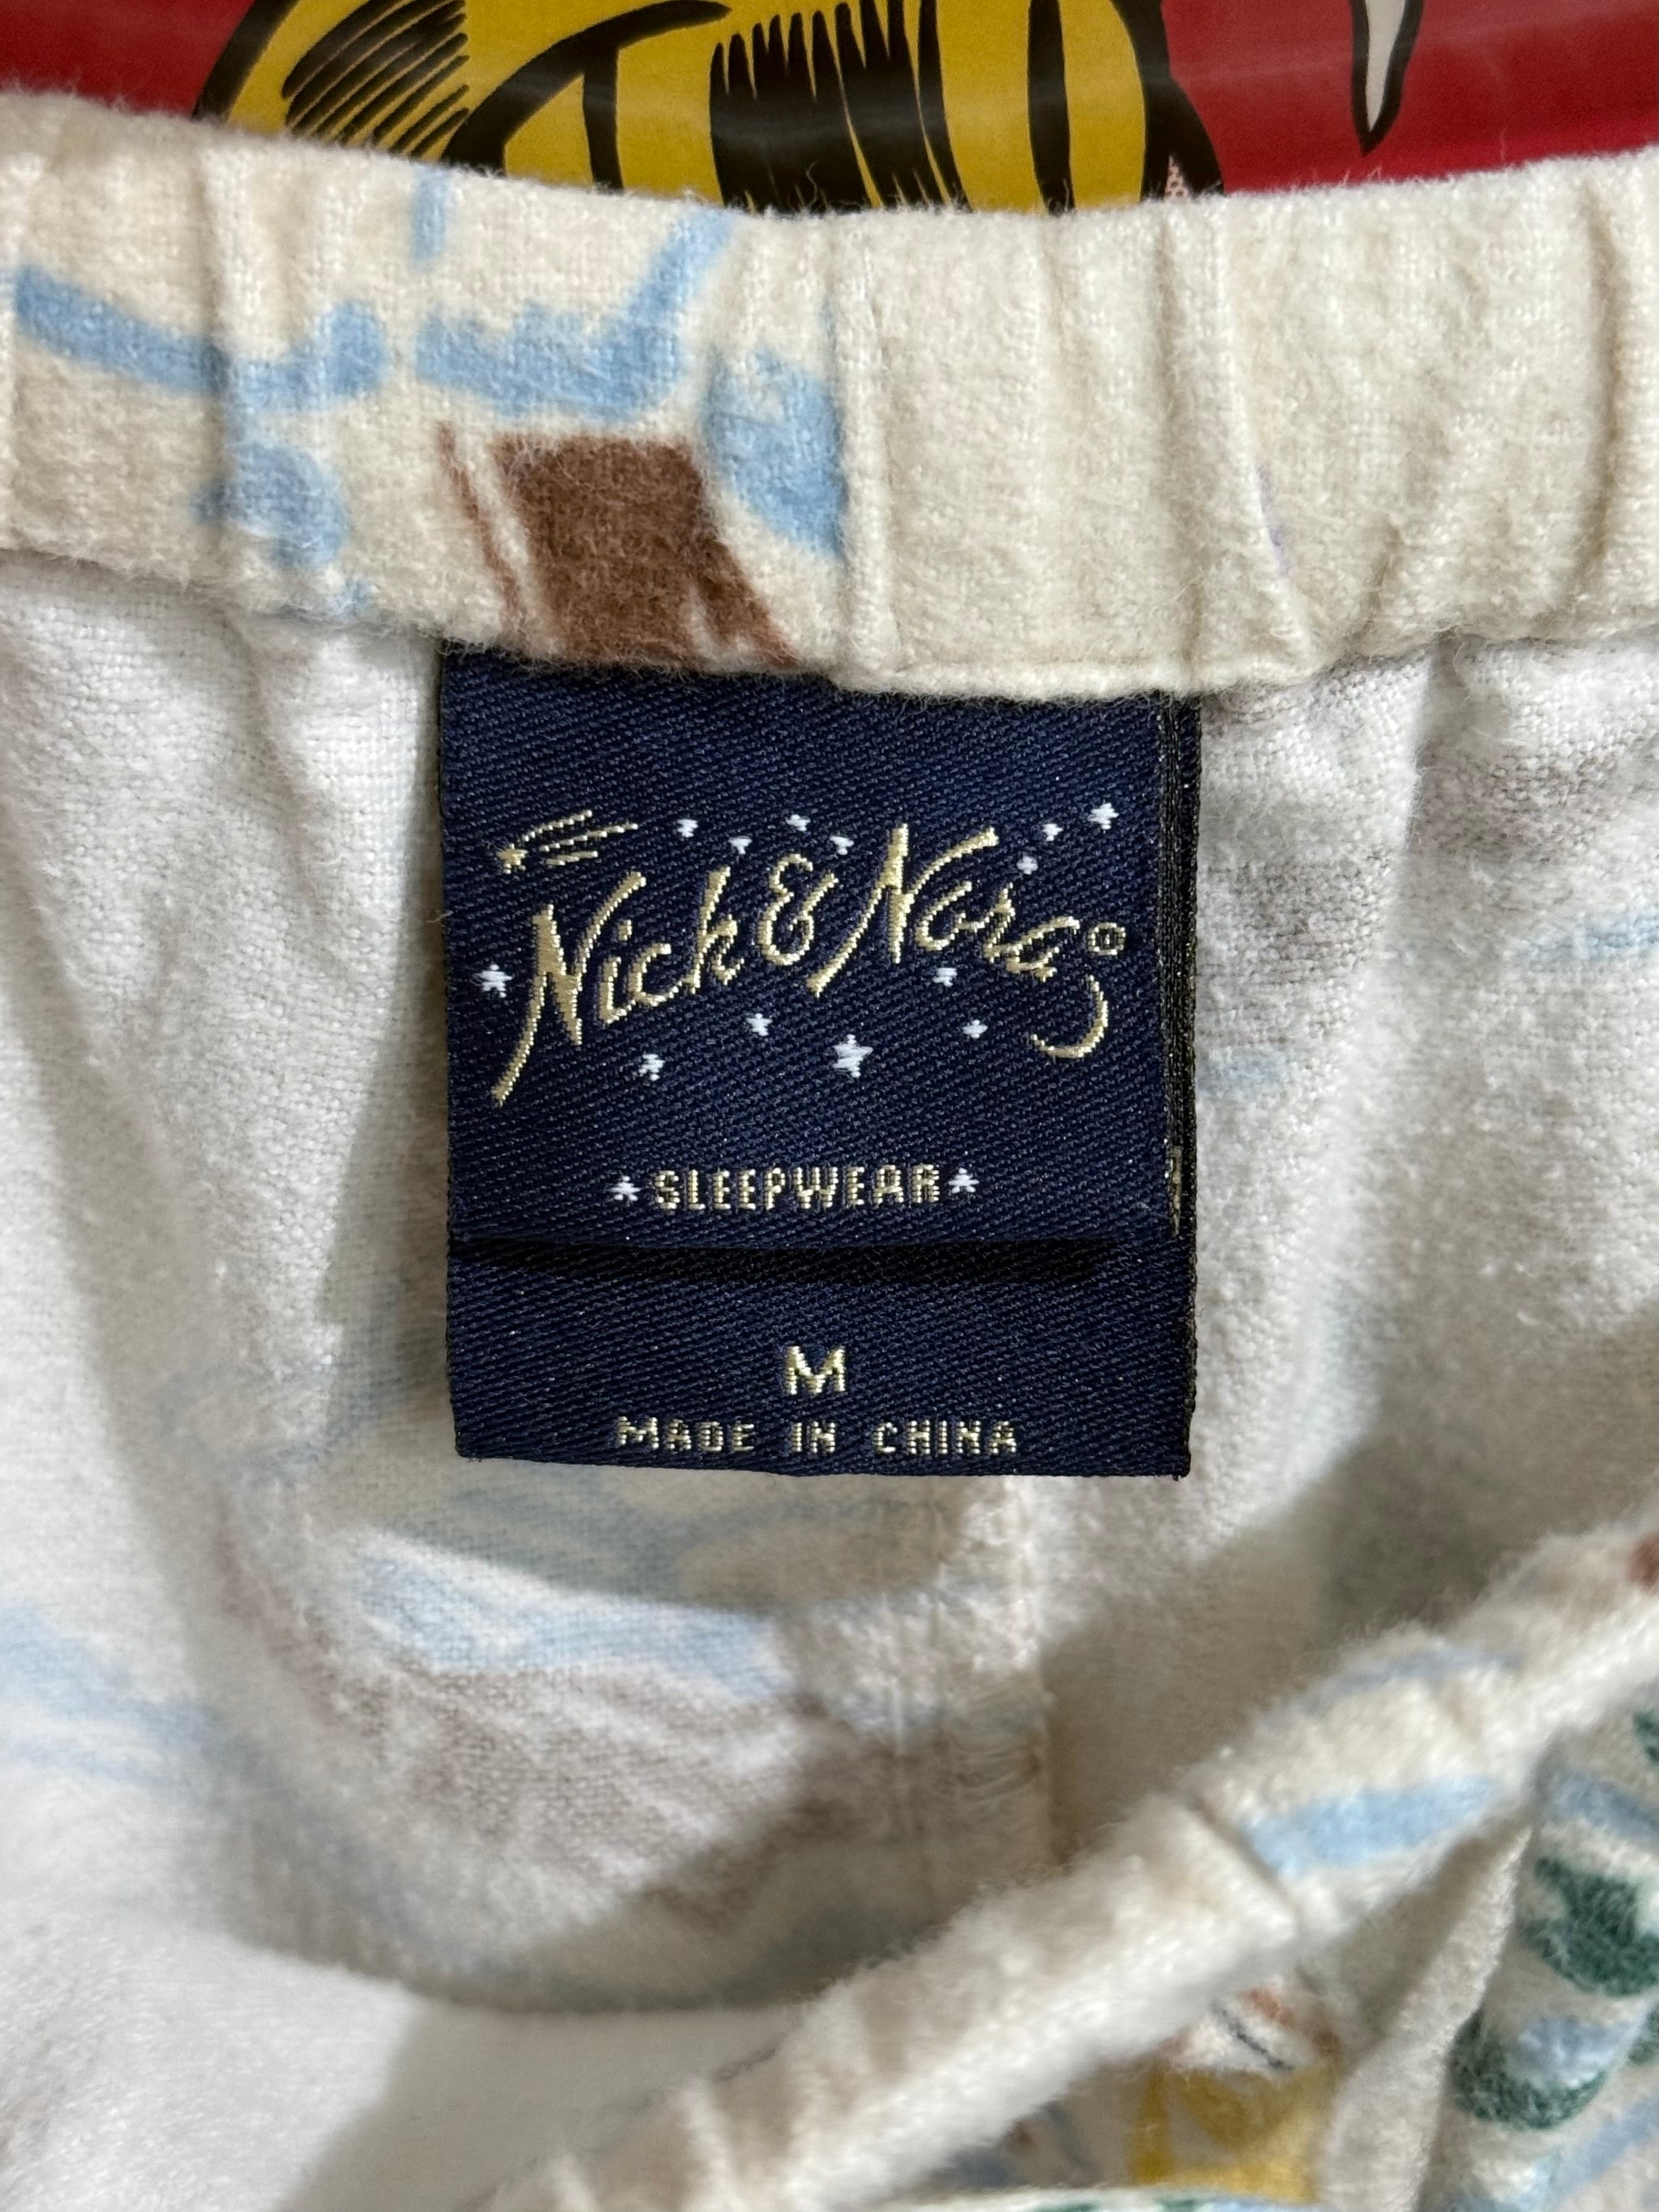 Nick & Nora®
SLEEPWEAR
M
MADE IN CHINA